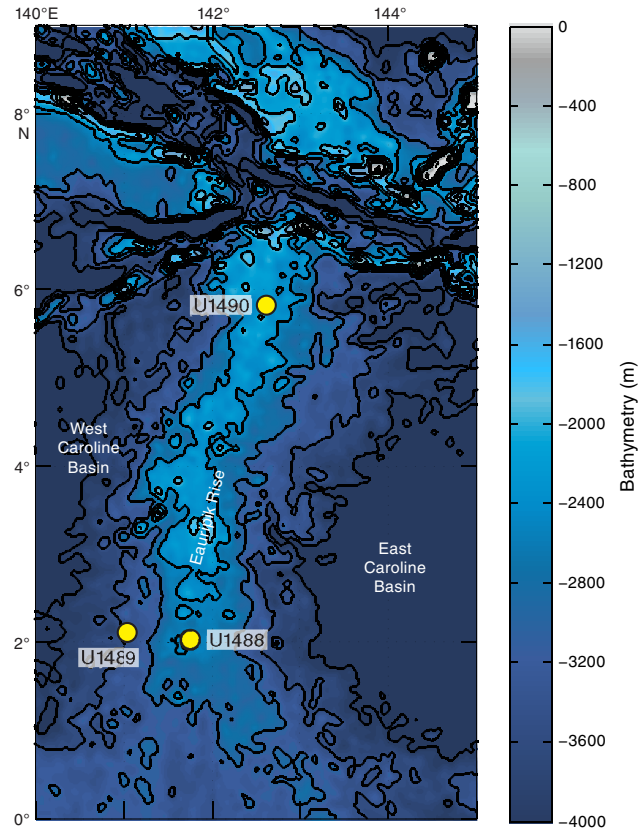 140°E
142°
144°
8°
N
6°
4°
2°
0°
U1490
West
Caroline
Basin
Eauripik Rise
East
Caroline
Basin
U1488
U1489
0
−400
−800
−1200
−1600
−2000
−2400
−2800
−3200
−3600
−4000
Bathymetry (m)